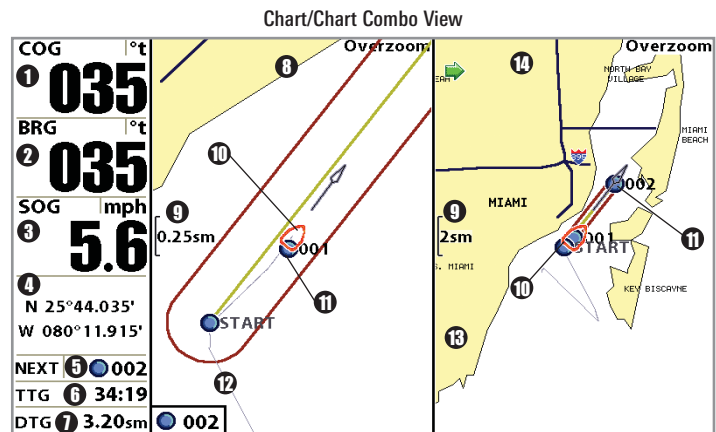 Chart/Chart Combo View
COG °t
1 035
BRG °t
2 035
SOG mph
3 5.6
4
N 25°44.035'
W 080°11.915'
NEXT 5 002
TTG 6 34:19
DTG 7 3.20sm
Overzoom
8
10
9
0.25sm
001
11
START
12
002
Overzoom
14
NORTH BAY
VILLAGE
MIAMI
BEACH
MIAMI
002
9
2sm
11
001
START
S. MIAMI
10
KEY BISCAYNE
13